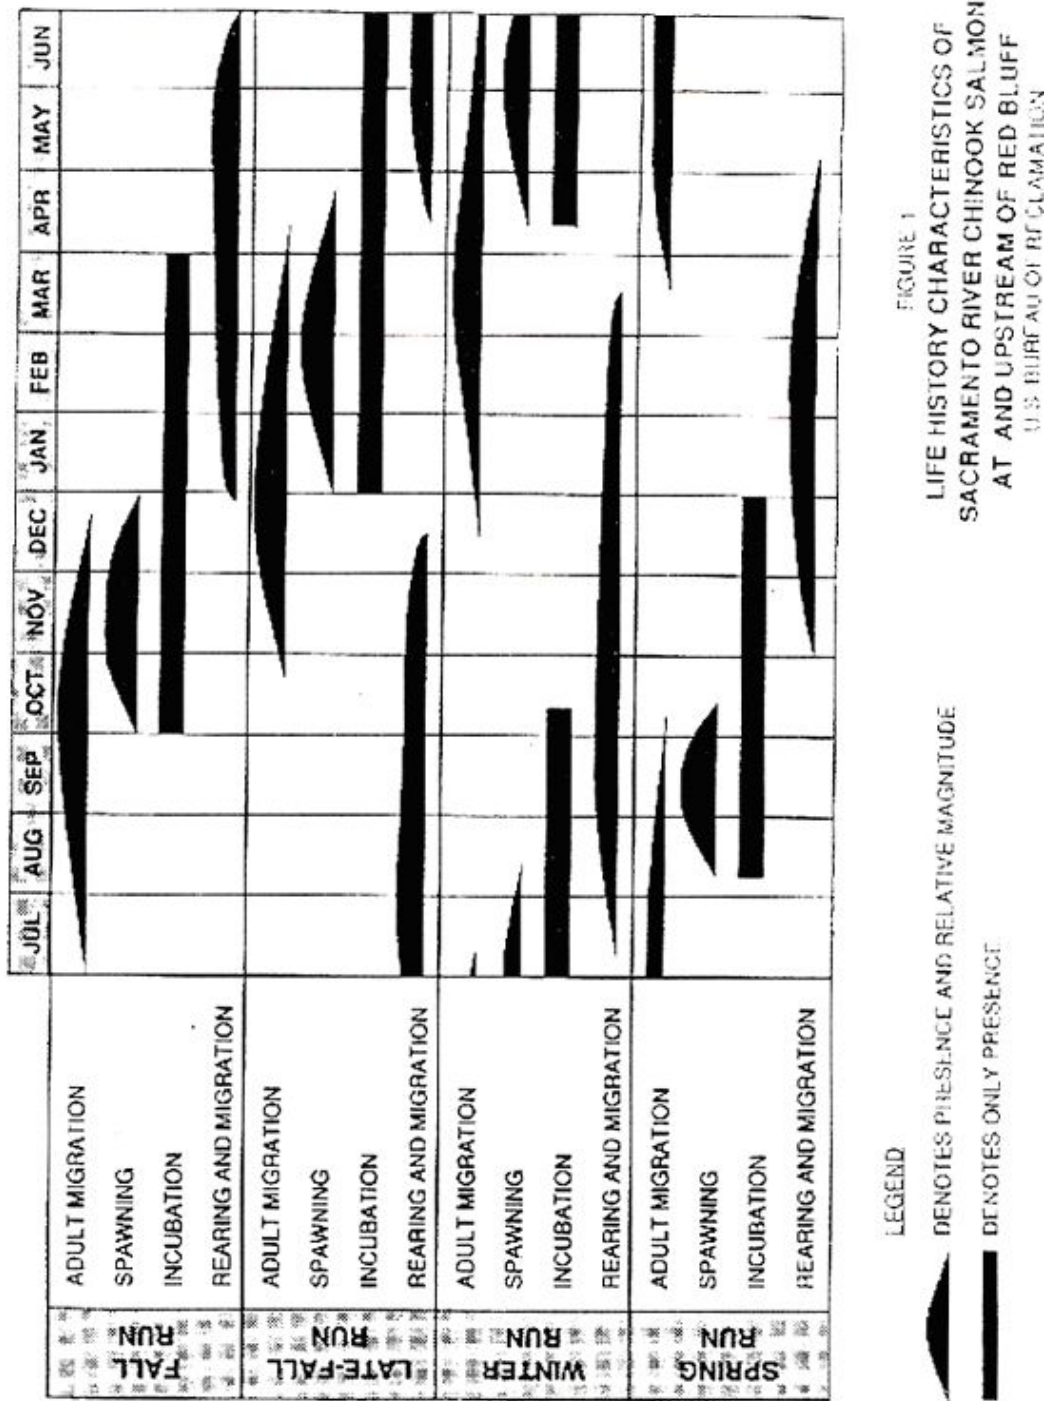 JUL AUG SEP OCT NOV DEC JAN FEB MAR APR MAY JUN
FALL RUN
ADULT MIGRATION
SPAWNING
INCUBATION
REARING AND MIGRATION
LATE-FALL RUN
ADULT MIGRATION
SPAWNING
INCUBATION
REARING AND MIGRATION
WINTER RUN
ADULT MIGRATION
SPAWNING
INCUBATION
REARING AND MIGRATION
SPRING RUN
ADULT MIGRATION
SPAWNING
INCUBATION
REARING AND MIGRATION
LEGEND
DENOTES PRESENCE AND RELATIVE MAGNITUDE
DENOTES ONLY PRESENCE
FIGURE 1
LIFE HISTORY CHARACTERISTICS OF
SACRAMENTO RIVER CHINOOK SALMON
AT AND UPSTREAM OF RED BLUFF
U.S BUREAU OF RECLAMATION